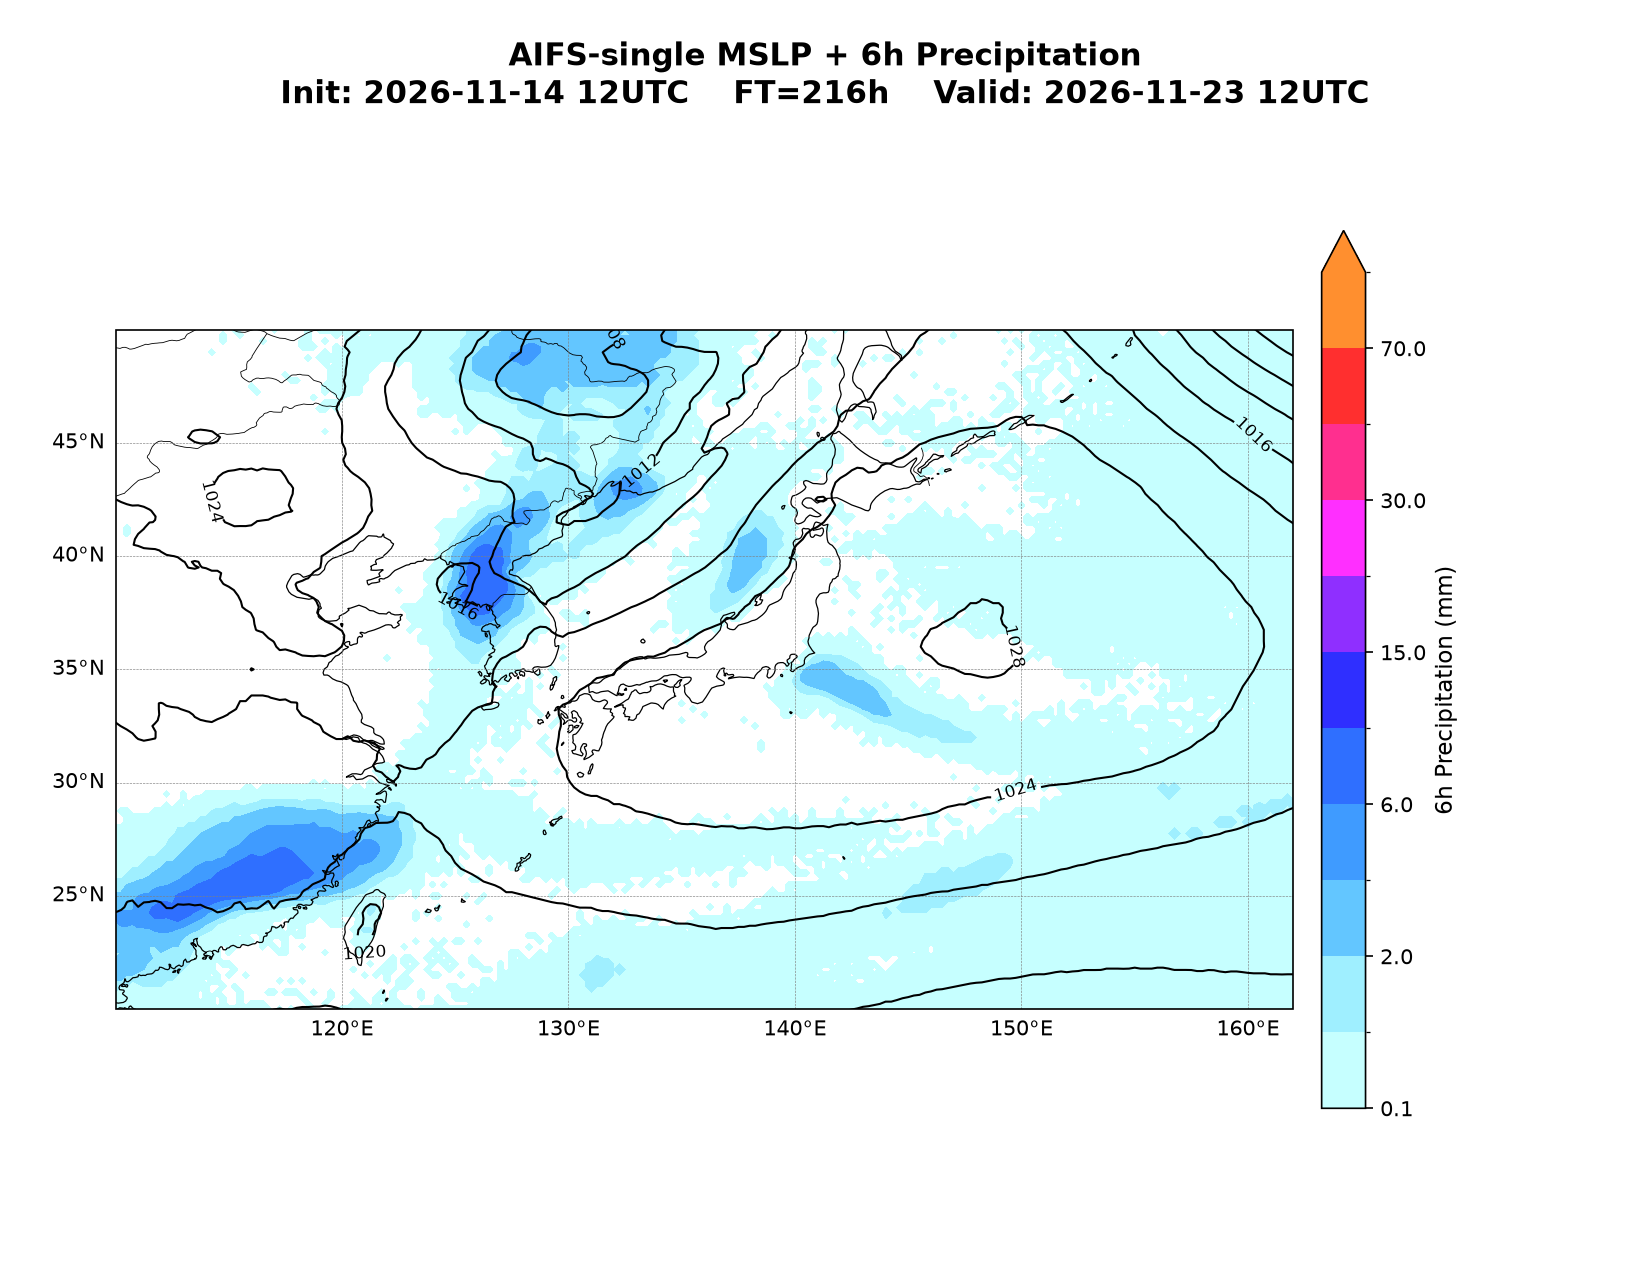 AIFS-single MSLP + 6h Precipitation
Init: 2026-11-14 12UTC    FT=216h    Valid: 2026-11-23 12UTC
45°N
40°N
35°N
30°N
25°N
120°E
130°E
140°E
150°E
160°E
08
1012
1016
1024
1016
1028
1024
1020
70.0
30.0
15.0
6.0
2.0
0.1
6h Precipitation (mm)